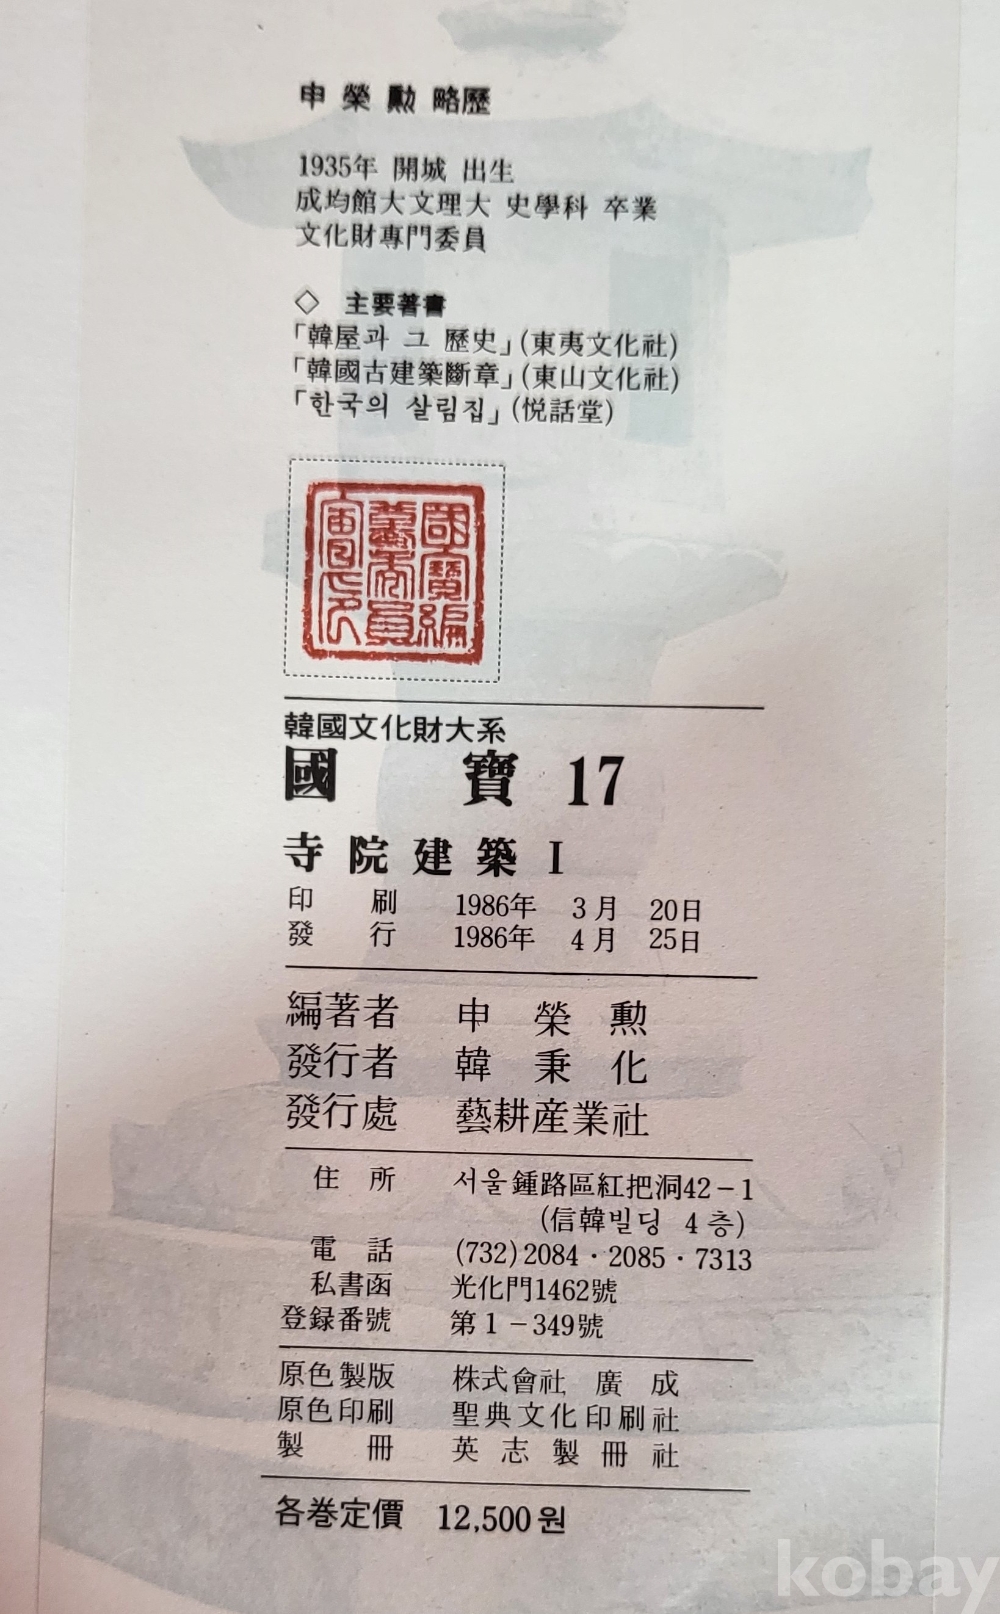 申 榮 勳 略歷
1935年 開城 出生
成均館大文理大 史學科 卒業
文化財專門委員
◇ 主要著書
「韓屋과 그 歷史」(東夷文化社)
「韓國古建築斷章」(東山文化社)
「한국의 살림집」(悅話堂)
國寶編
纂委員
會印
韓國文化財大系
國 寶 17
寺院建築 I
印 刷 1986年 3月 20日
發 行 1986年 4月 25日
編著者 申 榮 勳
發行者 韓 秉 化
發行處 藝耕産業社
住 所 서울鍾路區紅把洞42－1
(信韓빌딩 4층)
電 話 (732)2084・2085・7313
私書函 光化門1462號
登録番號 第1－349號
原色製版 株式會社 廣 成
原色印刷 聖典文化印刷社
製 冊 英志製冊社
各巻定價 12,500원
kobay